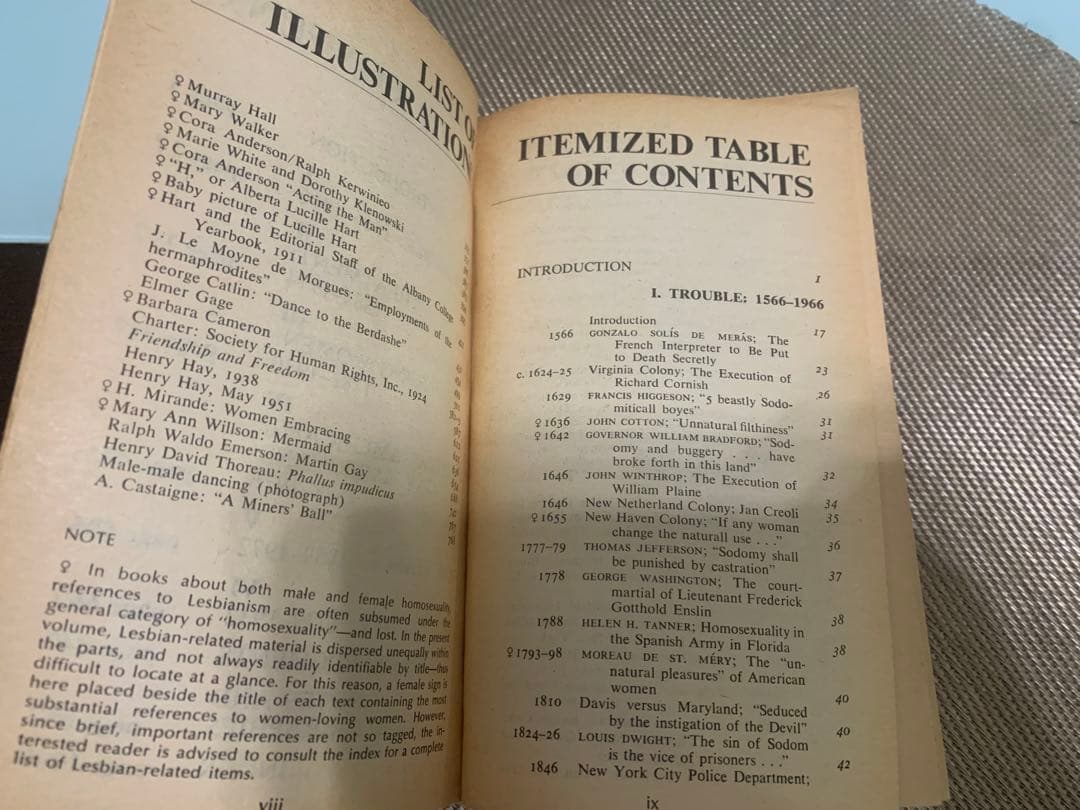 LIST O
ILLUSTRATION
♀ Murray Hall
♀ Mary Walker
♀ Cora Anderson/Ralph Kerwinieo
♀ Marie White and Dorothy Klenowski
♀ Cora Anderson "Acting the Man"
♀ "H," or Alberta Lucille Hart
♀ Baby picture of Lucille Hart
♀ Hart and the Editorial Staff of the Albany College
Yearbook, 1911
J. Le Moyne de Morgues: "Employments of the
hermaphrodites"
George Catlin: "Dance to the Berdashe"
Elmer Gage
♀ Barbara Cameron
Charter: Society for Human Rights, Inc., 1924
Friendship and Freedom
Henry Hay, 1938
Henry Hay, May 1951
♀ H. Mirande: Women Embracing
♀ Mary Ann Willson: Mermaid
Ralph Waldo Emerson: Martin Gay
Henry David Thoreau: Phallus impudicus
Male-male dancing (photograph)
A. Castaigne: "A Miners' Ball"
NOTE
♀ In books about both male and female homosexuality,
references to Lesbianism are often subsumed under the
general category of "homosexuality"—and lost. In the present
volume, Lesbian-related material is dispersed unequally within
the parts, and not always readily identifiable by title—thus
difficult to locate at a glance. For this reason, a female sign is
here placed beside the title of each text containing the most
substantial references to women-loving women. However,
since brief, important references are not so tagged, the in-
terested reader is advised to consult the index for a complete
list of Lesbian-related items.
viii
ITEMIZED TABLE
OF CONTENTS
INTRODUCTION 1
I. TROUBLE: 1566–1966
Introduction 17
1566 GONZALO SOLÍS DE MERÁS; The
French Interpreter to Be Put
to Death Secretly
c. 1624–25 Virginia Colony; The Execution of 23
Richard Cornish
1629 FRANCIS HIGGESON; "5 beastly Sodo- 26
miticall boyes"
♀ 1636 JOHN COTTON; "Unnatural filthiness" 31
♀ 1642 GOVERNOR WILLIAM BRADFORD; "Sod- 31
omy and buggery . . . have
broke forth in this land"
1646 JOHN WINTHROP; The Execution of 32
William Plaine
1646 New Netherland Colony; Jan Creoli 34
♀ 1655 New Haven Colony; "If any woman 35
change the naturall use . . ."
1777–79 THOMAS JEFFERSON; "Sodomy shall 36
be punished by castration"
1778 GEORGE WASHINGTON; The court- 37
martial of Lieutenant Frederick
Gotthold Enslin
1788 HELEN H. TANNER; Homosexuality in 38
the Spanish Army in Florida
♀ 1793–98 MOREAU DE ST. MÉRY; The "un- 38
natural pleasures" of American
women
1810 Davis versus Maryland; "Seduced 40
by the instigation of the Devil"
1824–26 LOUIS DWIGHT; "The sin of Sodom 40
is the vice of prisoners . . ."
1846 New York City Police Department; 42
ix